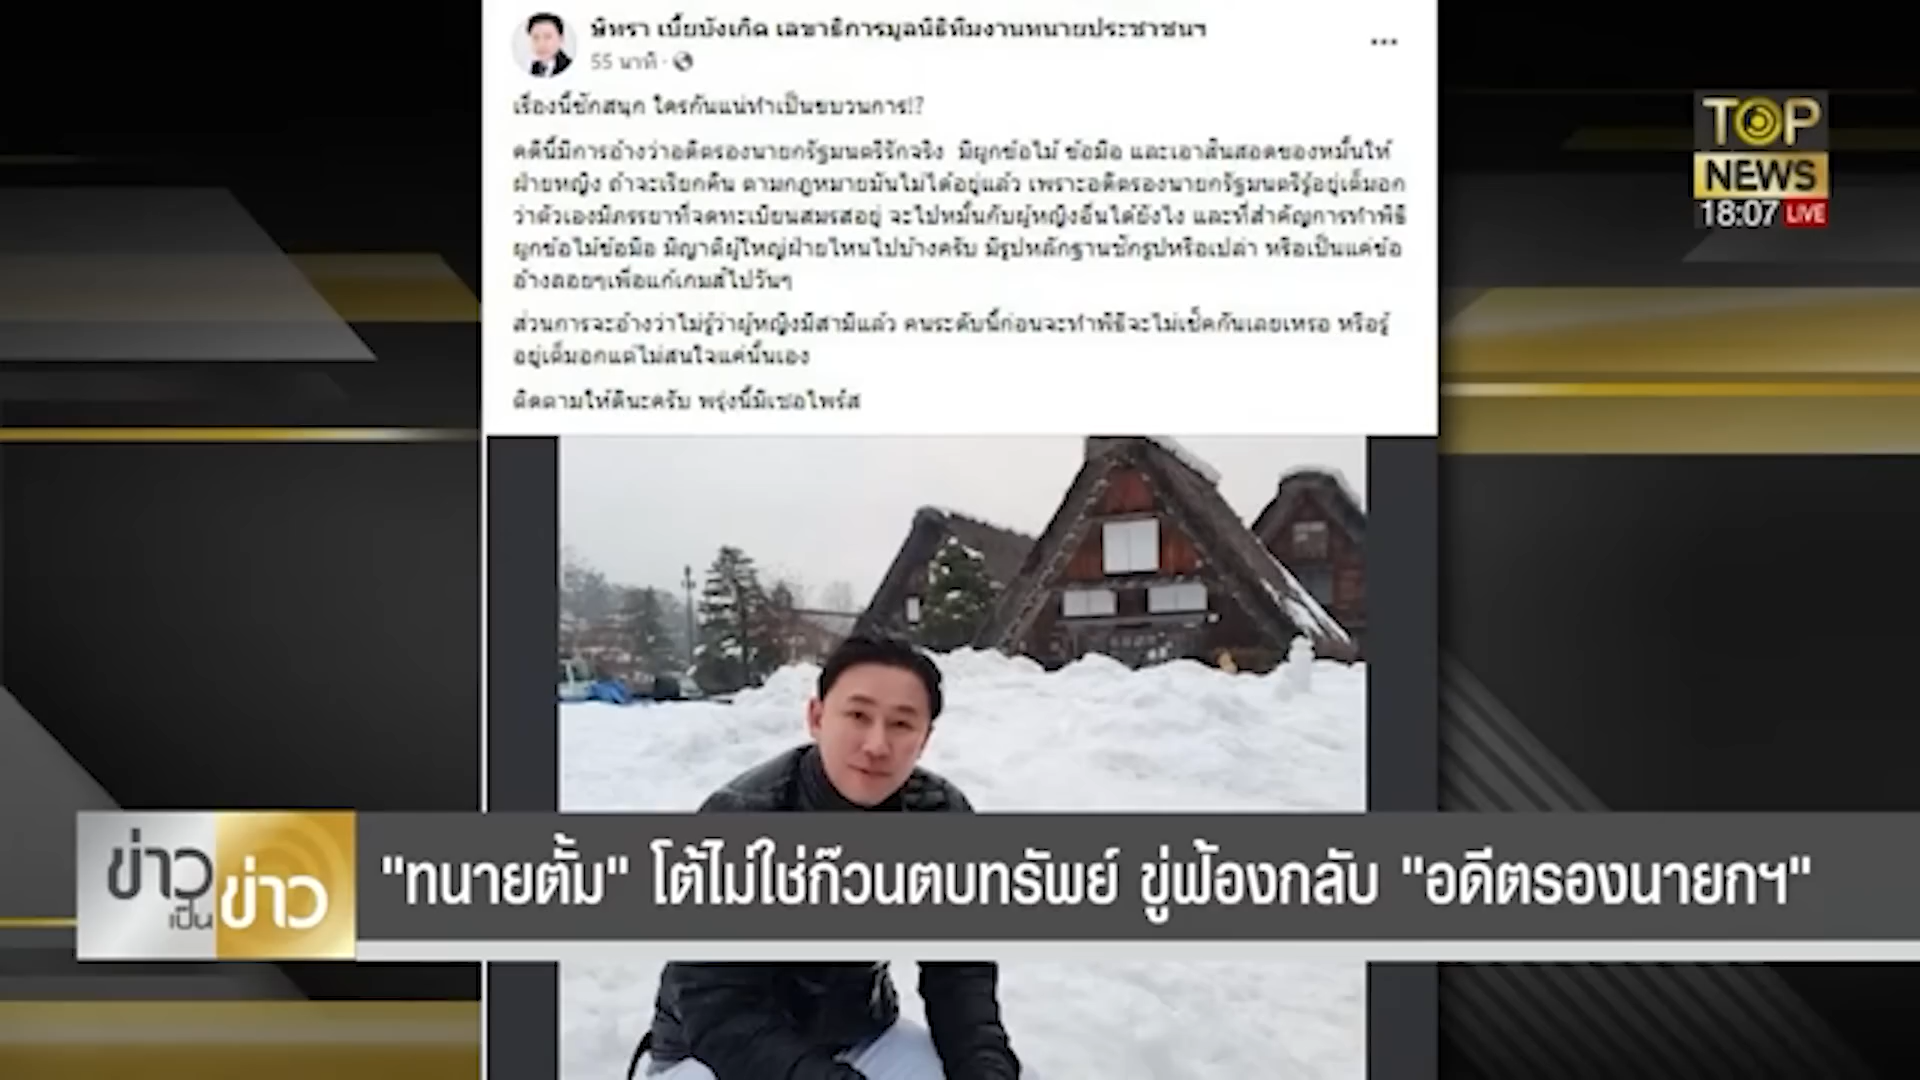 ษิทรา เบี้ยบังเกิด เลขาธิการมูลนิธิทีมงานทนายประชาชนฯ
55 นาที ·
เรื่องนี้ชักสนุก ใครกันแน่ทำเป็นขบวนการ!?
คดีนี้มีการอ้างว่าอดีตรองนายกรัฐมนตรีรักจริง มีผูกข้อไม้ ข้อมือ และเอาสินสอดของหมั้นให้
ฝ่ายหญิง ถ้าจะเรียกคืน ตามกฎหมายมันไม่ได้อยู่แล้ว เพราะอดีตรองนายกรัฐมนตรีรู้อยู่เต็มอก
ว่าตัวเองมีภรรยาที่จดทะเบียนสมรสอยู่ จะไปหมั้นกับผู้หญิงอื่นได้ยังไง และที่สำคัญการทำพิธี
ผูกข้อไม้ข้อมือ มีญาติผู้ใหญ่ฝ่ายไหนไปบ้างครับ มีรูปหลักฐานซักรูปหรือเปล่า หรือเป็นแค่ข้อ
อ้างลอยๆเพื่อแก้เกมส์ไปวันๆ
ส่วนการจะอ้างว่าไม่รู้ว่าผู้หญิงมีสามีแล้ว คนระดับนี้ก่อนจะทำพิธีจะไม่เช็คกันเลยเหรอ หรือรู้
อยู่เต็มอกแต่ไม่สนใจแค่นั้นเอง
ติดตามให้ดีนะครับ พรุ่งนี้มีเซอไพร์ส
TOP
NEWS
18:07 LIVE
ข่าว
เป็น
ข่าว
"ทนายตั้ม" โต้ไม่ใช่ก๊วนตบทรัพย์ ขู่ฟ้องกลับ "อดีตรองนายกฯ"